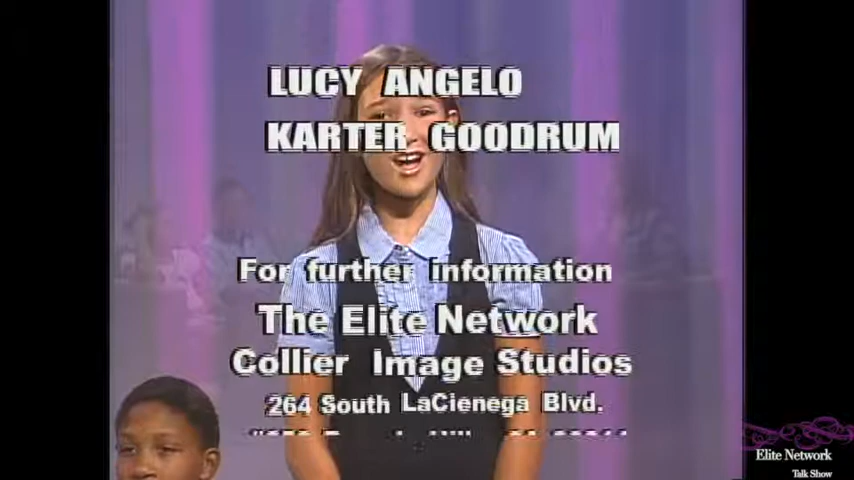 LUCY ANGELO
KARTER GOODRUM
For further information
The Elite Network
Collier Image Studios
264 South LaCienega Blvd.
Elite Network
Talk Show